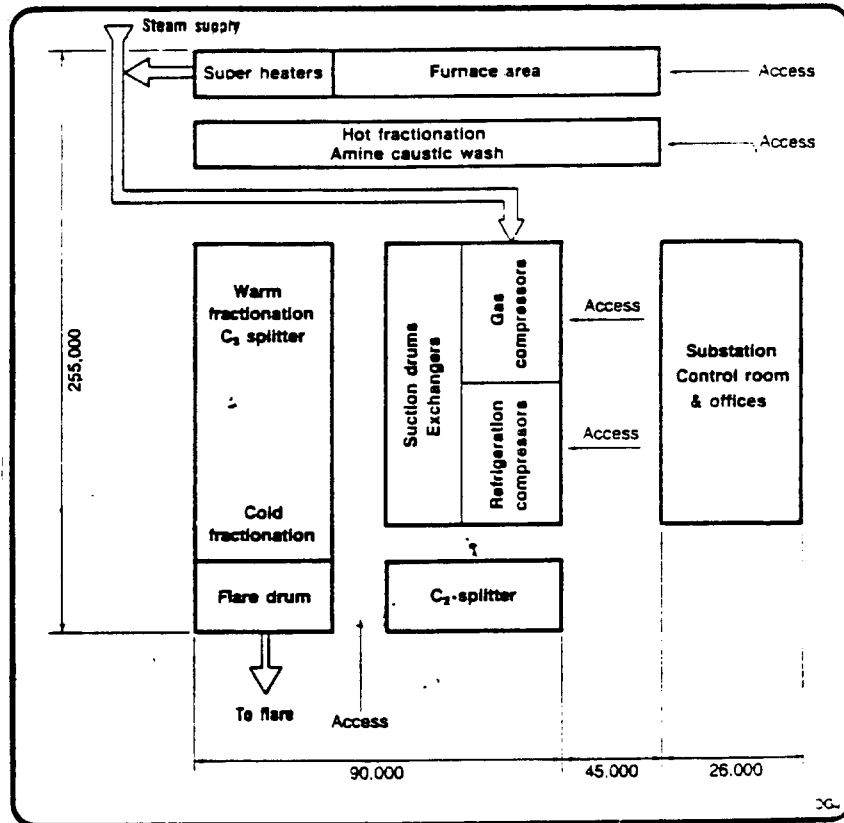 Steam supply
Super heaters
Furnace area
Access
Hot fractionation
Amine caustic wash
Access
Warm
fractionation
C₃ splitter
Cold
fractionation
Suction drums
Exchangers
Gas
compressors
Refrigeration
compressors
Access
Access
Substation
Control room
& offices
255,000
Flare drum
C₂-splitter
To flare
Access
90.000
45.000
26.000